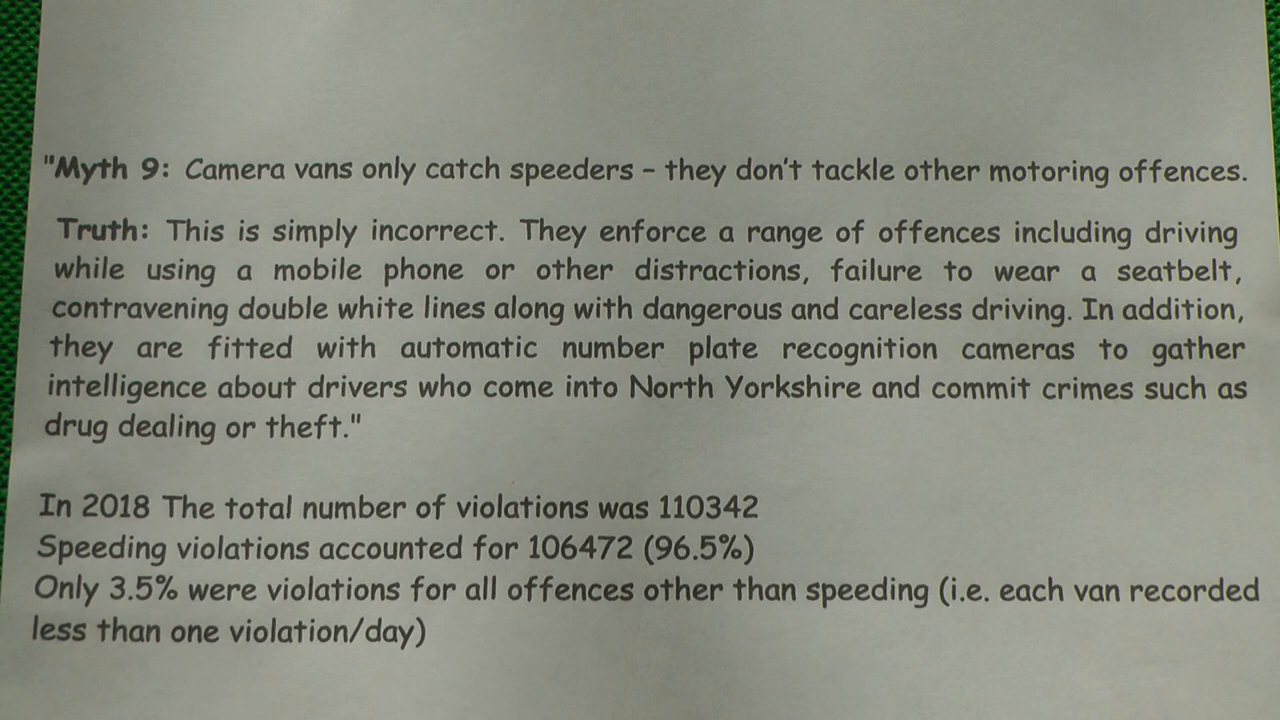 "Myth 9: Camera vans only catch speeders – they don't tackle other motoring offences.
Truth: This is simply incorrect. They enforce a range of offences including driving
while using a mobile phone or other distractions, failure to wear a seatbelt,
contravening double white lines along with dangerous and careless driving. In addition,
they are fitted with automatic number plate recognition cameras to gather
intelligence about drivers who come into North Yorkshire and commit crimes such as
drug dealing or theft."
In 2018 The total number of violations was 110342
Speeding violations accounted for 106472 (96.5%)
Only 3.5% were violations for all offences other than speeding (i.e. each van recorded
less than one violation/day)